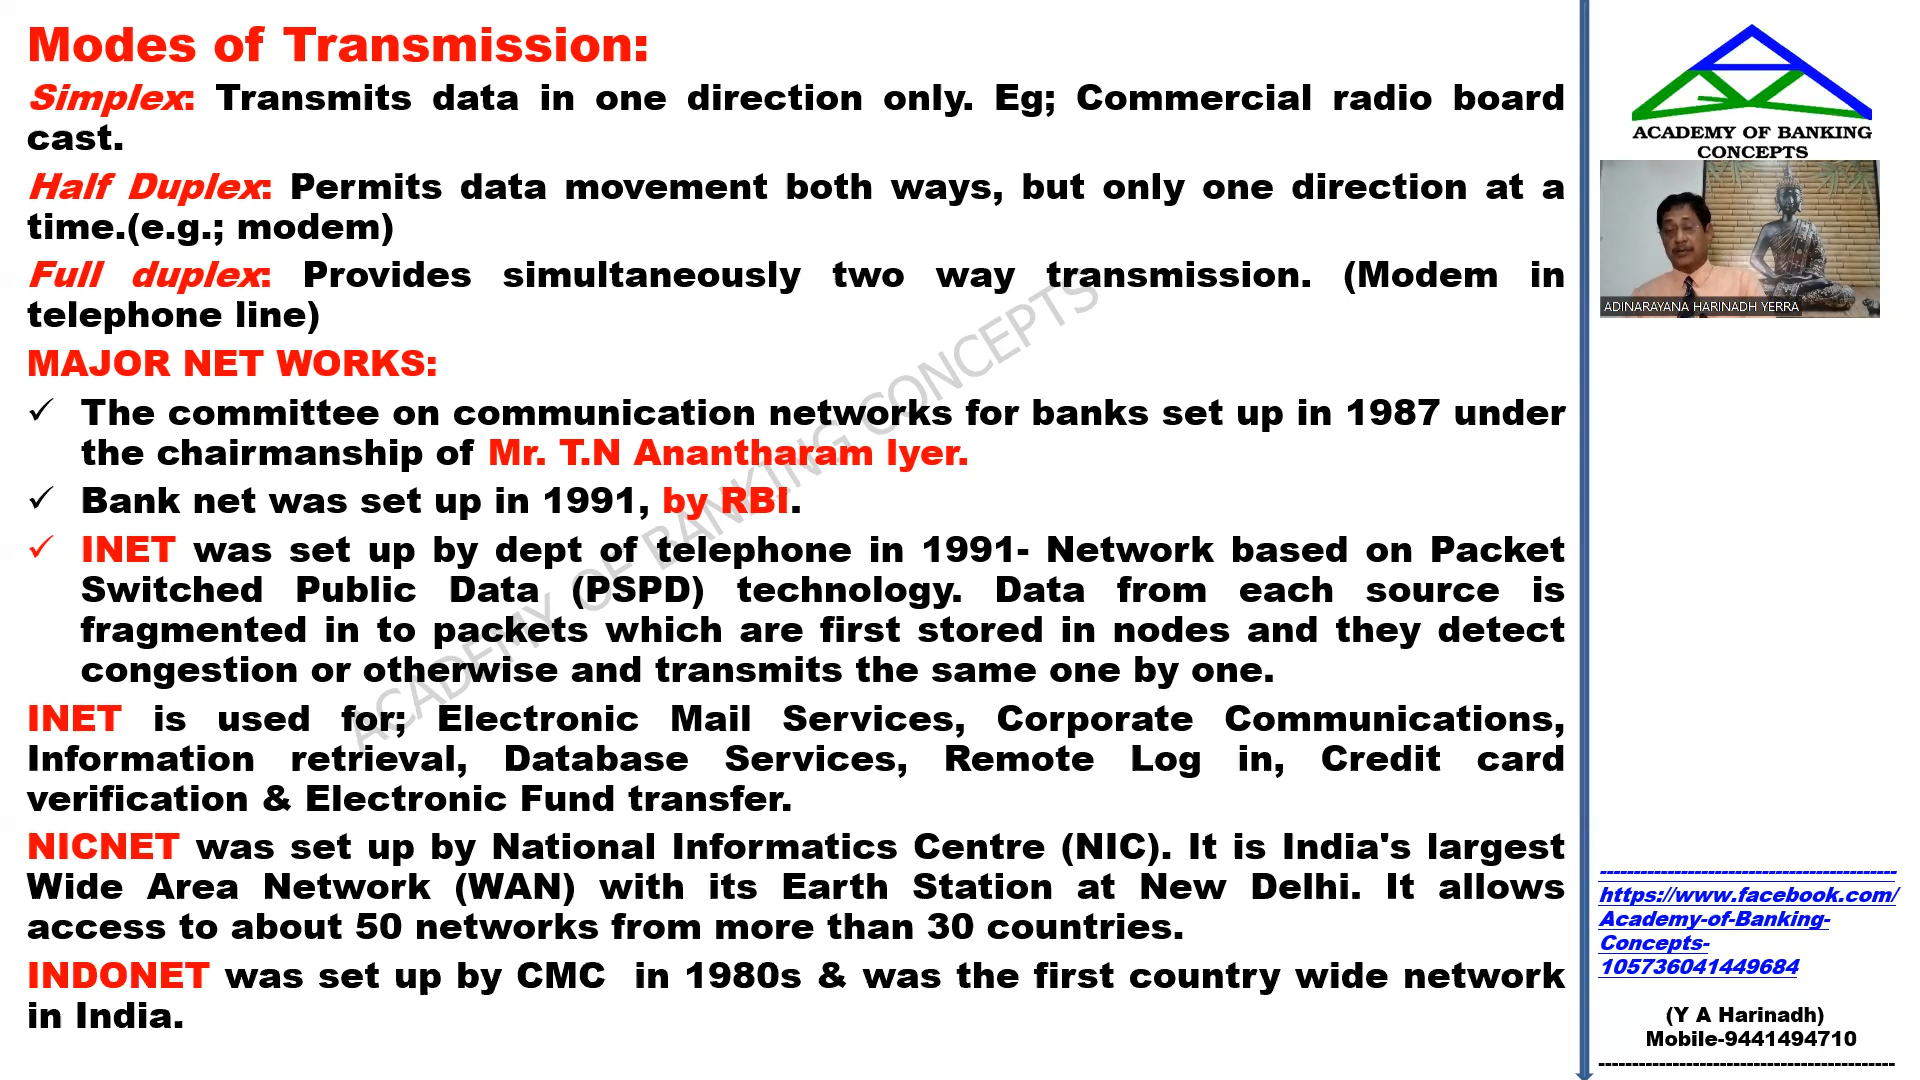 Modes of Transmission:
Simplex: Transmits data in one direction only. Eg; Commercial radio board
cast.
Half Duplex: Permits data movement both ways, but only one direction at a
time.(e.g.; modem)
Full duplex: Provides simultaneously two way transmission. (Modem in
telephone line)
MAJOR NET WORKS:
✓ The committee on communication networks for banks set up in 1987 under
the chairmanship of Mr. T.N Anantharam Iyer.
✓ Bank net was set up in 1991, by RBI.
✓ INET was set up by dept of telephone in 1991- Network based on Packet
Switched Public Data (PSPD) technology. Data from each source is
fragmented in to packets which are first stored in nodes and they detect
congestion or otherwise and transmits the same one by one.
INET is used for; Electronic Mail Services, Corporate Communications,
Information retrieval, Database Services, Remote Log in, Credit card
verification & Electronic Fund transfer.
NICNET was set up by National Informatics Centre (NIC). It is India's largest
Wide Area Network (WAN) with its Earth Station at New Delhi. It allows
access to about 50 networks from more than 30 countries.
INDONET was set up by CMC in 1980s & was the first country wide network
in India.
ACADEMY OF BANKING CONCEPTS
ACADEMY OF BANKING
CONCEPTS
ADINARAYANA HARINADH YERRA
---------------------------------------------
https://www.facebook.com/
Academy-of-Banking-
Concepts-
105736041449684
(Y A Harinadh)
Mobile-9441494710
---------------------------------------------